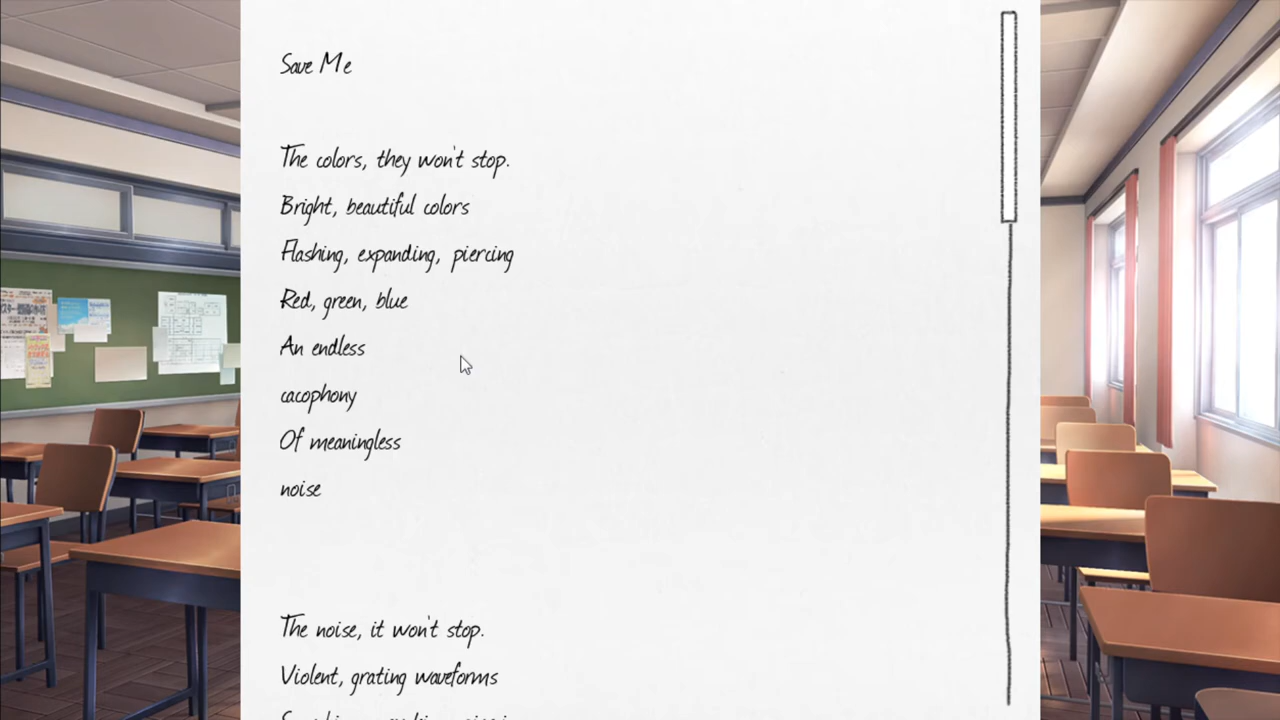 Save Me
The colors, they won't stop.
Bright, beautiful colors
Flashing, expanding, piercing
Red, green, blue
An endless
cacophony
Of meaningless
noise
The noise, it won't stop.
Violent, grating waveforms